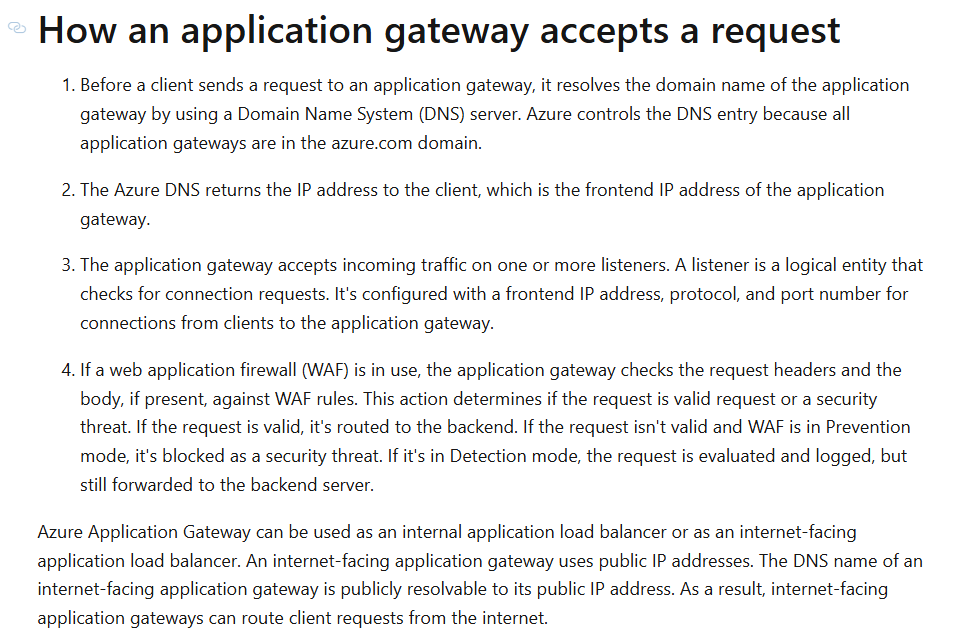 How an application gateway accepts a request
1. Before a client sends a request to an application gateway, it resolves the domain name of the application
gateway by using a Domain Name System (DNS) server. Azure controls the DNS entry because all
application gateways are in the azure.com domain.
2. The Azure DNS returns the IP address to the client, which is the frontend IP address of the application
gateway.
3. The application gateway accepts incoming traffic on one or more listeners. A listener is a logical entity that
checks for connection requests. It's configured with a frontend IP address, protocol, and port number for
connections from clients to the application gateway.
4. If a web application firewall (WAF) is in use, the application gateway checks the request headers and the
body, if present, against WAF rules. This action determines if the request is valid request or a security
threat. If the request is valid, it's routed to the backend. If the request isn't valid and WAF is in Prevention
mode, it's blocked as a security threat. If it's in Detection mode, the request is evaluated and logged, but
still forwarded to the backend server.
Azure Application Gateway can be used as an internal application load balancer or as an internet-facing
application load balancer. An internet-facing application gateway uses public IP addresses. The DNS name of an
internet-facing application gateway is publicly resolvable to its public IP address. As a result, internet-facing
application gateways can route client requests from the internet.